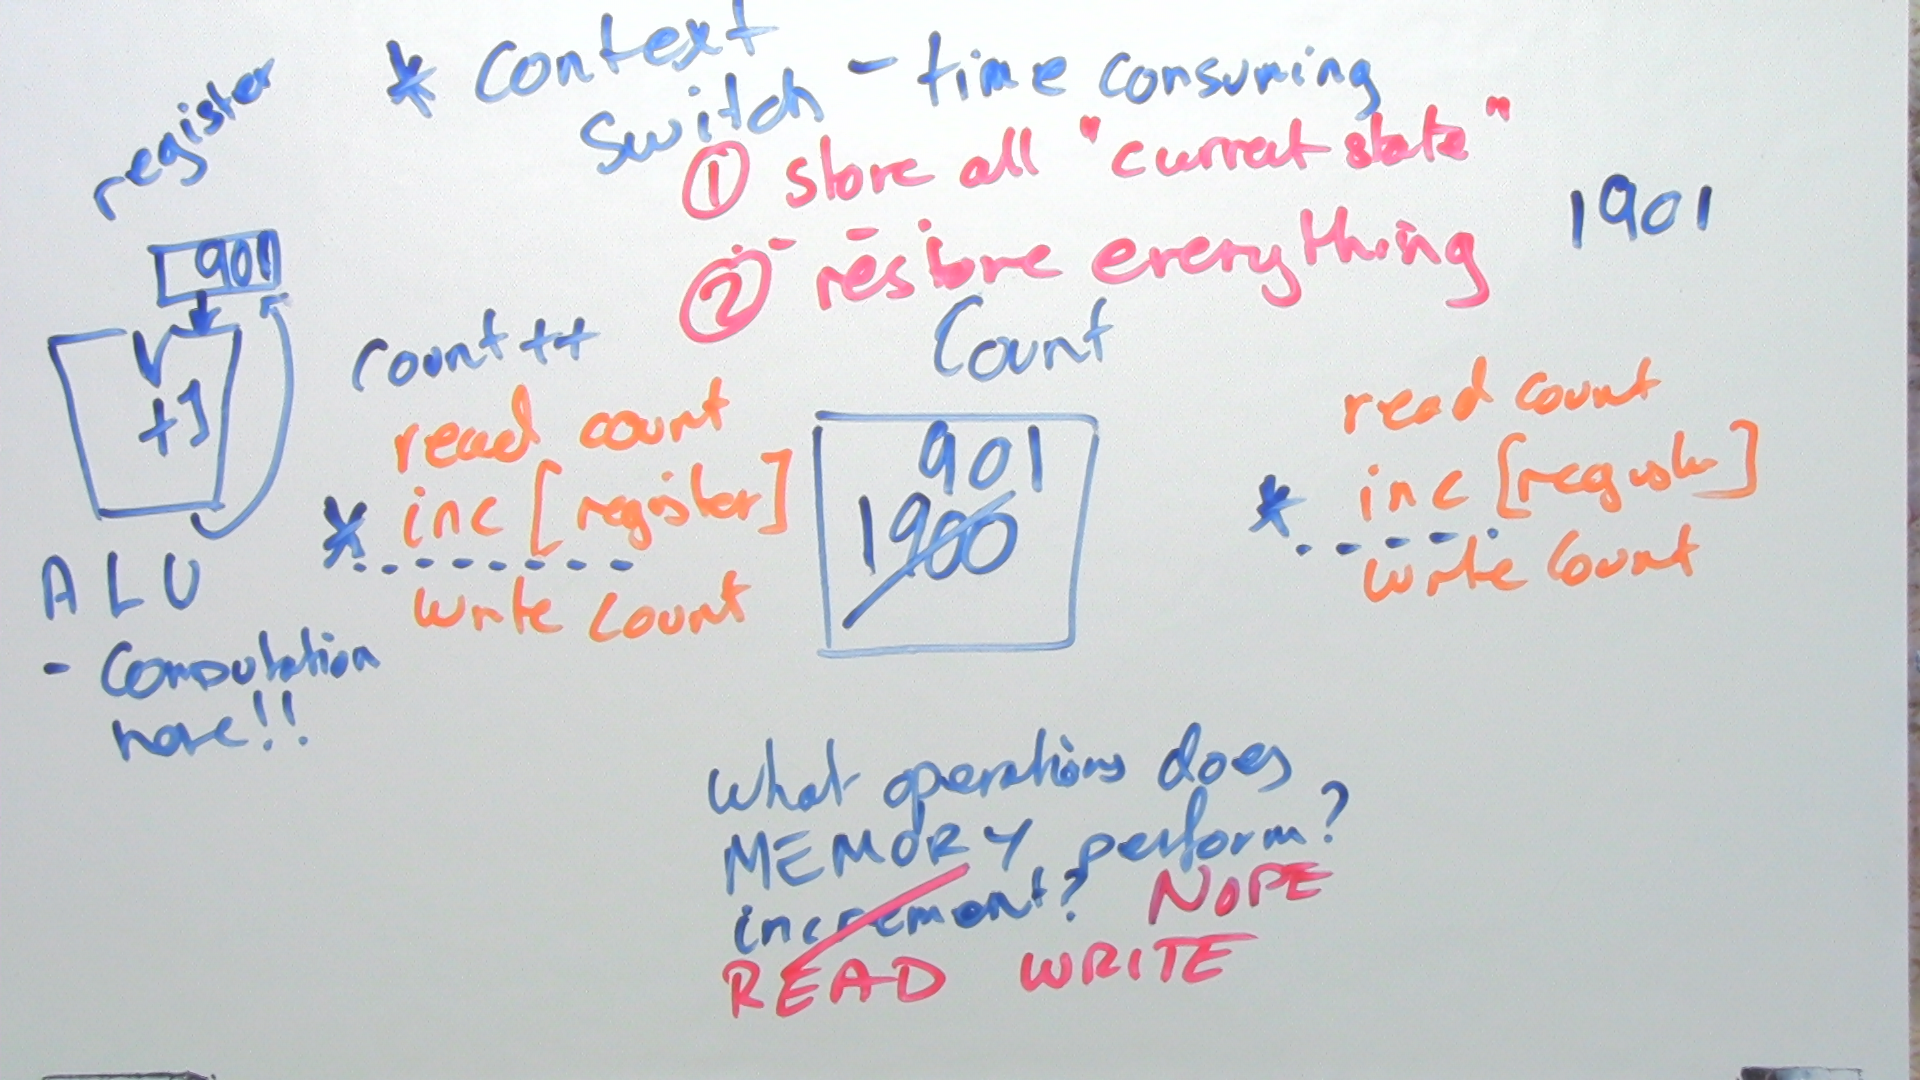 * Context
Switch - time consuming
① store all "current state"
② restore everything
register
901
+1
ALU
- Computation
here!!
count++
read count
inc [register]
*
write count
Count
901
1900
1901
read count
* inc [register]
write count
What operations does
MEMORY perform?
increment? NOPE
READ WRITE